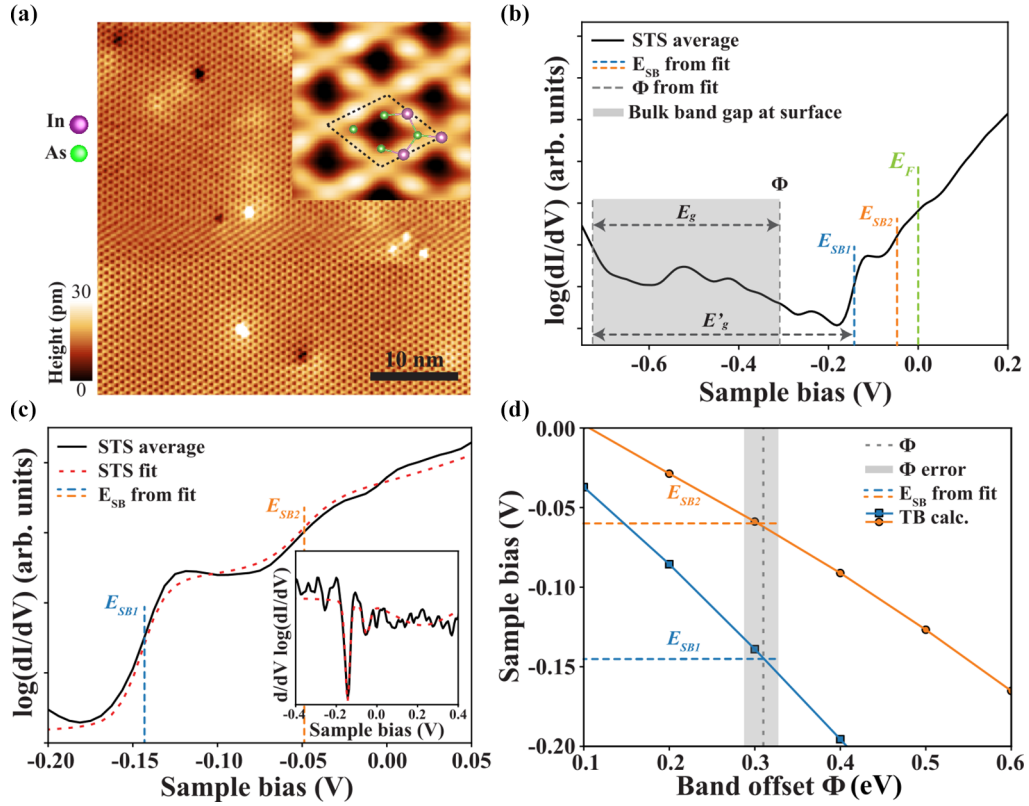 (a)
In
As
Height (pm)
30
0
10 nm
(b)
log(dI/dV) (arb. units)
STS average
E_SB from fit
Φ from fit
Bulk band gap at surface
Φ
E_F
E_g
E_SB2
E_SB1
E'_g
-0.6 -0.4 -0.2 0.0 0.2
Sample bias (V)
(c)
log(dI/dV) (arb. units)
STS average
STS fit
E_SB from fit
E_SB2
E_SB1
d/dV log(dI/dV)
-0.4 -0.2 0.0 0.2 0.4
Sample bias (V)
-0.20 -0.15 -0.10 -0.05 0.00 0.05
Sample bias (V)
(d)
Sample bias (V)
0.00
-0.05
-0.10
-0.15
-0.20
Φ
Φ error
E_SB from fit
TB calc.
E_SB2
E_SB1
0.1 0.2 0.3 0.4 0.5 0.6
Band offset Φ (eV)